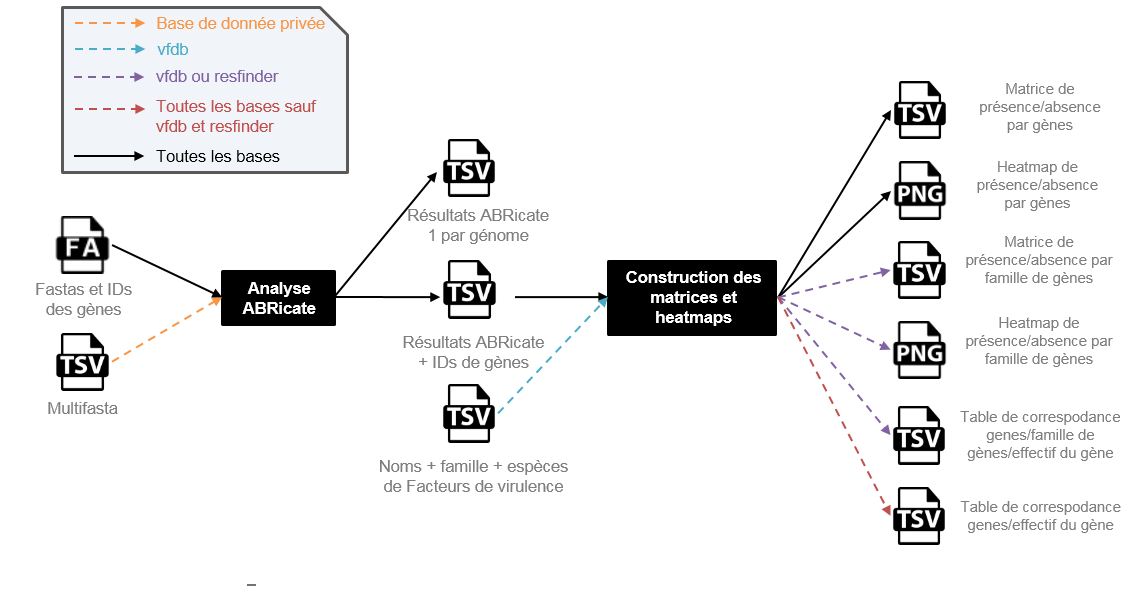 Base de donnée privée
vfdb
vfdb ou resfinder
Toutes les bases sauf
vfdb et resfinder
Toutes les bases
FA
Fastas et IDs
des gènes
TSV
Multifasta
Analyse
ABRicate
TSV
Résultats ABRicate
1 par génome
TSV
Résultats ABRicate
+ IDs de gènes
TSV
Noms + famille + espèces
de Facteurs de virulence
Construction des
matrices et
heatmaps
TSV
Matrice de
présence/absence
par gènes
PNG
Heatmap de
présence/absence
par gènes
TSV
Matrice de
présence/absence par
famille de gènes
PNG
Heatmap de
présence/absence par
famille de gènes
TSV
Table de correspodance
genes/famille de
gènes/effectif du gène
TSV
Table de correspodance
genes/effectif du gène